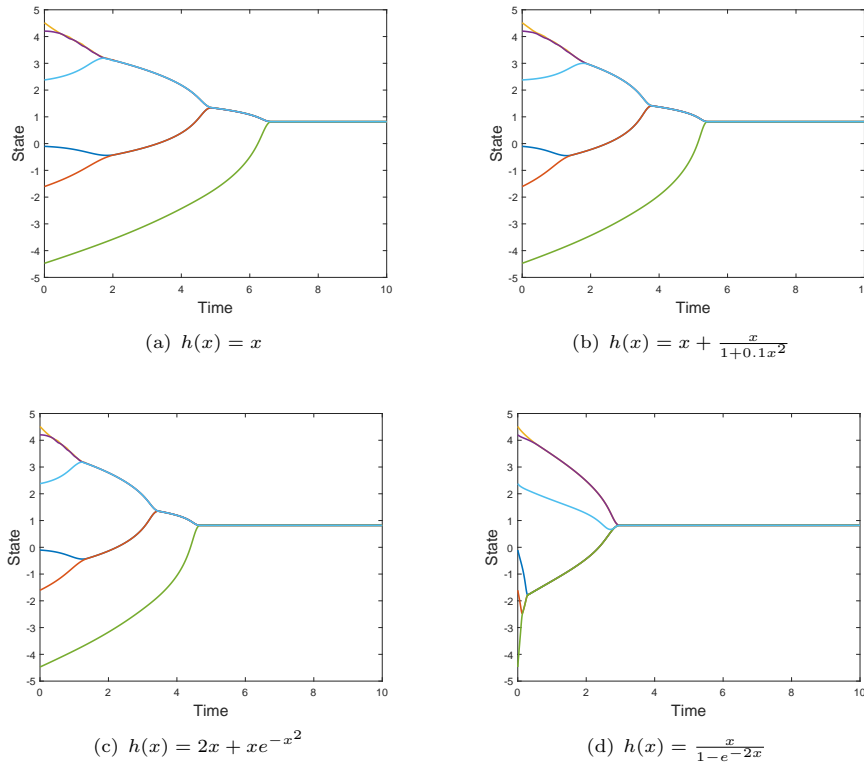 5
4
3
2
1
0
-1
-2
-3
-4
-5
State
0 2 4 6 8 10
Time
(a) h(x) = x
5
4
3
2
1
0
-1
-2
-3
-4
-5
State
0 2 4 6 8 10
Time
(b) h(x) = x + \frac{x}{1+0.1x^2}
5
4
3
2
1
0
-1
-2
-3
-4
-5
State
0 2 4 6 8 10
Time
(c) h(x) = 2x + xe^{-x^2}
5
4
3
2
1
0
-1
-2
-3
-4
-5
State
0 2 4 6 8 10
Time
(d) h(x) = \frac{x}{1-e^{-2x}}